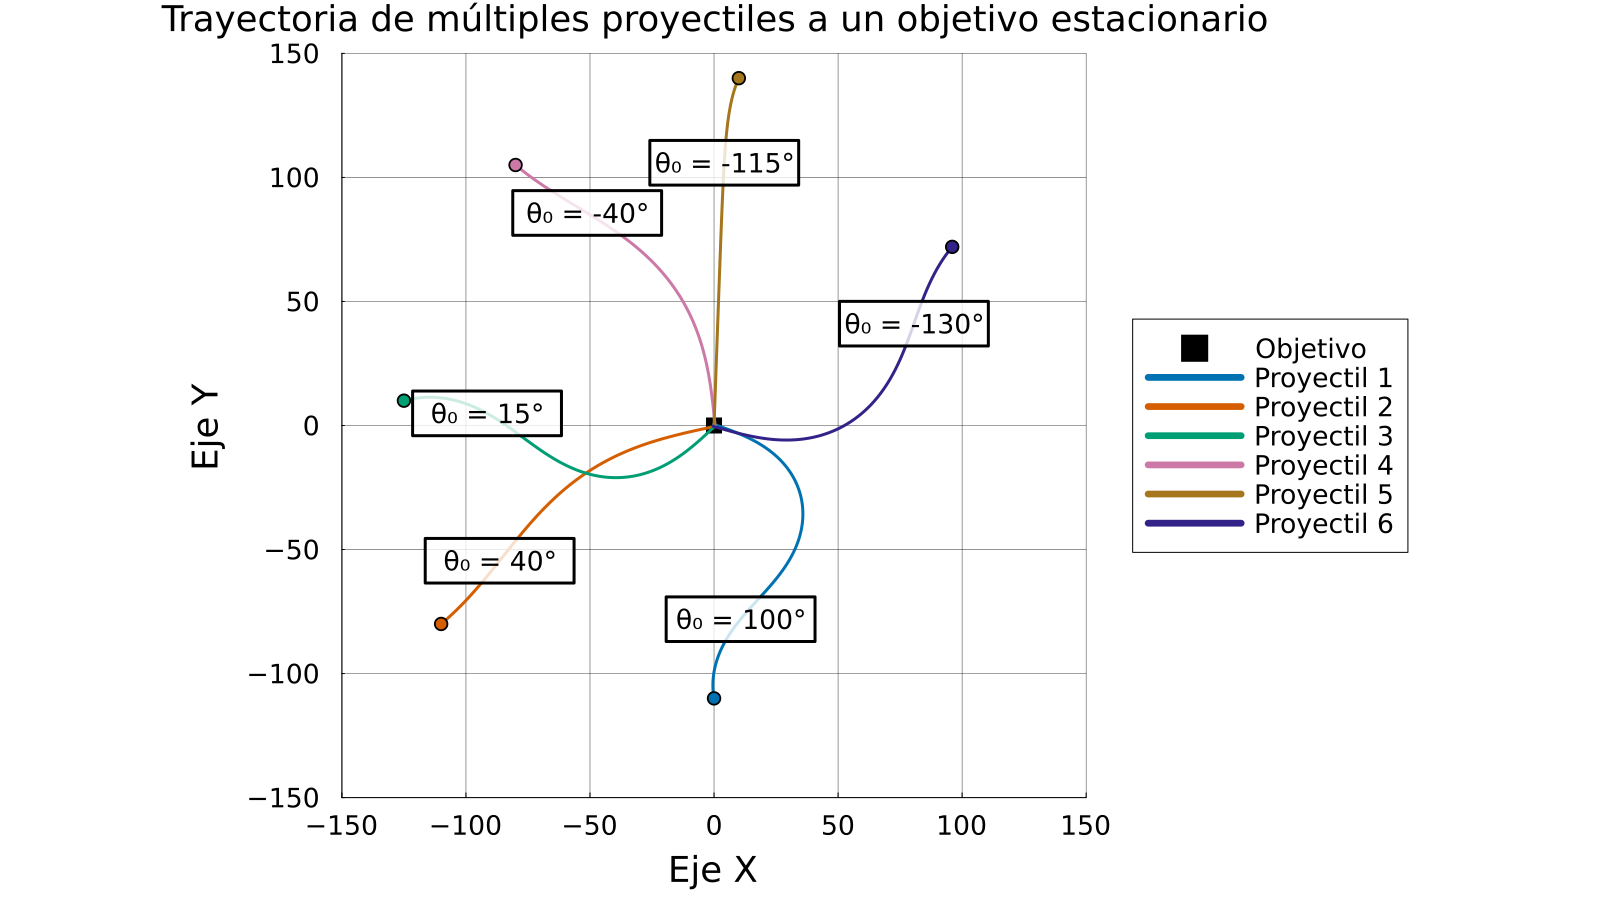 Trayectoria de múltiples proyectiles a un objetivo estacionario
150
100
50
0
−50
−100
−150
−150
−100
−50
0
50
100
150
Eje Y
Eje X
θ₀ = -115°
θ₀ = -40°
θ₀ = -130°
θ₀ = 15°
θ₀ = 40°
θ₀ = 100°
Objetivo
Proyectil 1
Proyectil 2
Proyectil 3
Proyectil 4
Proyectil 5
Proyectil 6